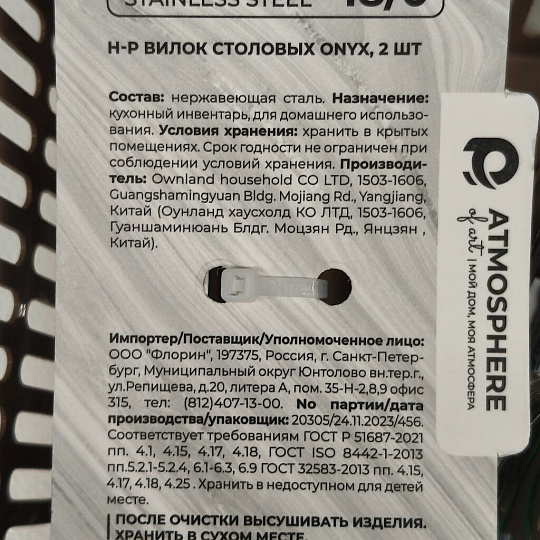 STAINLESS STEEL 18/0
Н-Р ВИЛОК СТОЛОВЫХ ONYX, 2 ШТ
Состав: нержавеющая сталь. Назначение:
кухонный инвентарь, для домашнего использо-
вания. Условия хранения: хранить в крытых
помещениях. Срок годности не ограничен при
соблюдении условий хранения. Производи-
тель: Ownland household CO LTD, 1503-1606,
Guangshamingyuan Bldg. Mojiang Rd., Yangjiang,
Китай (Оунланд хаусхолд КО ЛТД, 1503-1606,
Гуаншаминюань Блдг. Моцзян Рд., Янцзян ,
Китай).
Импортер/Поставщик/Уполномоченное лицо:
ООО "Флорин", 197375, Россия, г. Санкт-Петер-
бург, Муниципальный округ Юнтолово вн.тер.г.,
ул.Репищева, д.20, литера А, пом. 35-Н-2,8,9 офис
315, тел: (812)407-13-00. No партии/дата
производства/упаковщик: 20305/24.11.2023/456.
Соответствует требованиям ГОСТ Р 51687-2021
пп. 4.1, 4.15, 4.17, 4.18, ГОСТ ISO 8442-1-2013
пп.5.2.1-5.2.4, 6.1-6.3, 6.9 ГОСТ 32583-2013 пп. 4.15,
4.17, 4.18, 4.25 . Хранить в недоступном для детей
месте.
ПОСЛЕ ОЧИСТКИ ВЫСУШИВАТЬ ИЗДЕЛИЯ.
ХРАНИТЬ В СУХОМ МЕСТЕ.
ATMOSPHERE
of art | МОЙ ДОМ, МОЯ АТМОСФЕРА